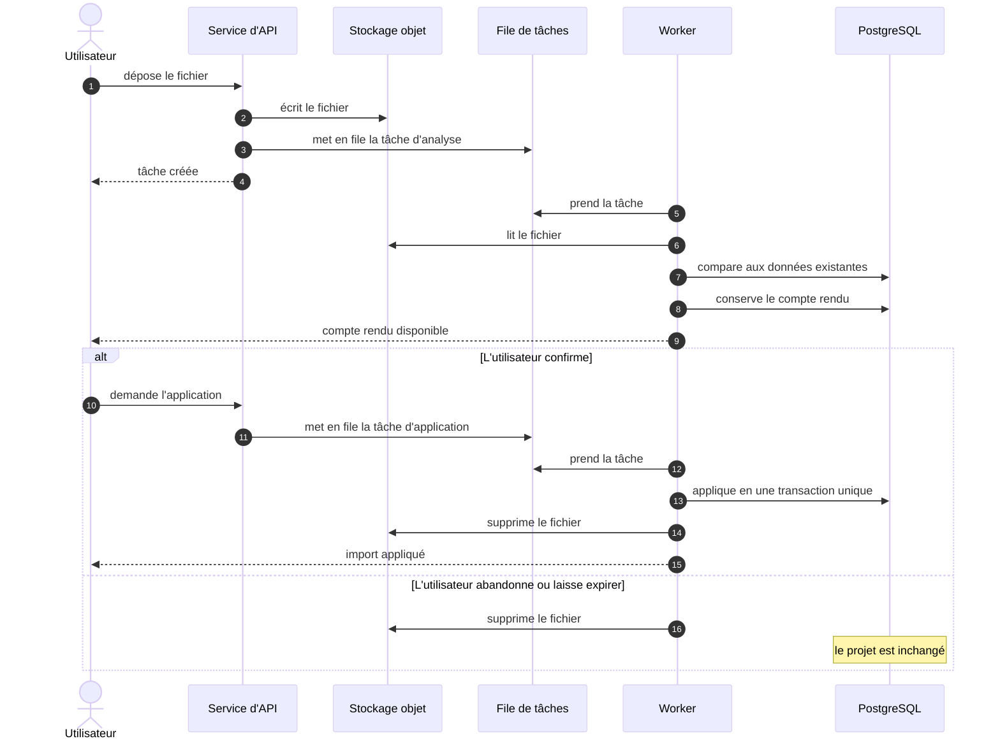 Utilisateur
Service d'API
Stockage objet
File de tâches
Worker
PostgreSQL
1 dépose le fichier
2 écrit le fichier
3 met en file la tâche d'analyse
tâche créée 4
prend la tâche 5
lit le fichier 6
7 compare aux données existantes
8 conserve le compte rendu
compte rendu disponible 9
alt [L'utilisateur confirme]
10 demande l'application
11 met en file la tâche d'application
prend la tâche 12
13 applique en une transaction unique
supprime le fichier 14
import appliqué 15
[L'utilisateur abandonne ou laisse expirer]
supprime le fichier 16
le projet est inchangé
Utilisateur
Service d'API
Stockage objet
File de tâches
Worker
PostgreSQL